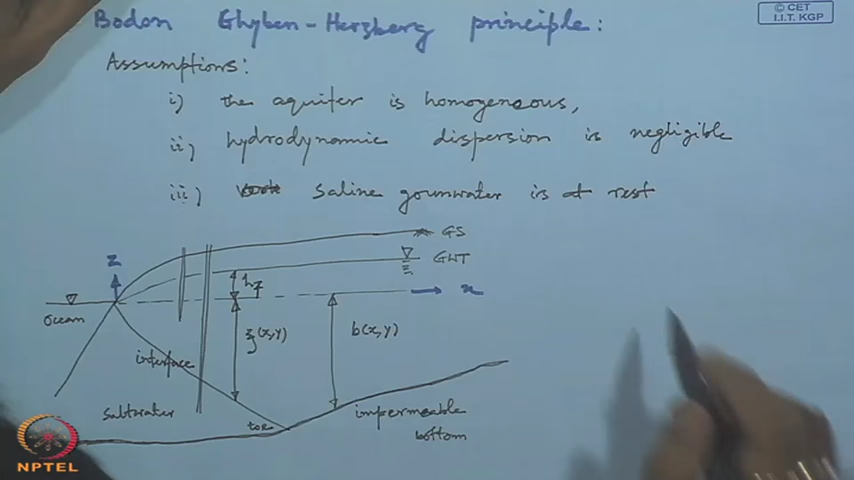 © CET
I.I.T. KGP
Badon Ghyben-Herzberg principle:
Assumptions:
i) the aquifer is homogeneous,
ii) hydrodynamic dispersion is negligible
iii) saline gounwater is at rest
GS
GWT
z
hf
x
Ocean
ξ(x,y)
b(x,y)
interface
saltwater
toe
impermeable
bottom
NPTEL